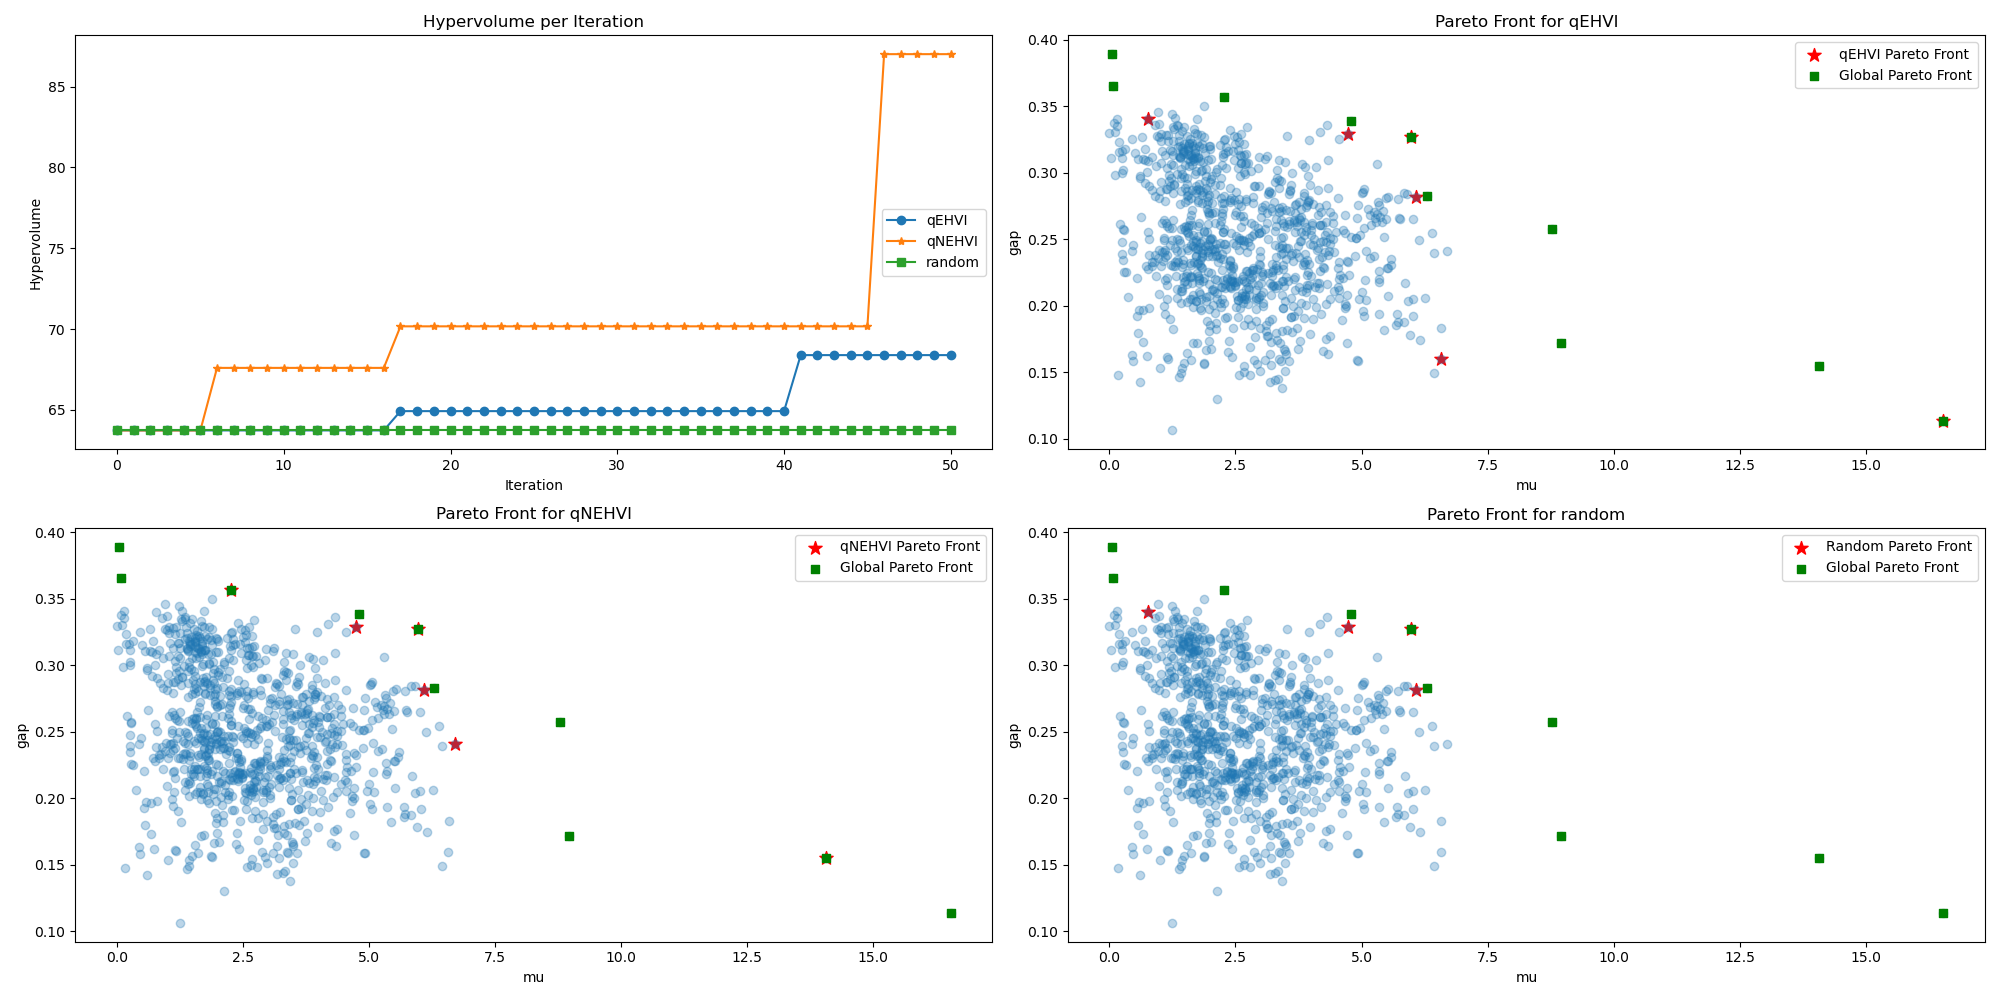 Hypervolume per Iteration
Hypervolume
85
80
75
70
65
qEHVI
qNEHVI
random
0 10 20 30 40 50
Iteration
Pareto Front for qEHVI
gap
0.40
0.35
0.30
0.25
0.20
0.15
0.10
qEHVI Pareto Front
Global Pareto Front
0.0 2.5 5.0 7.5 10.0 12.5 15.0
mu
Pareto Front for qNEHVI
gap
0.40
0.35
0.30
0.25
0.20
0.15
0.10
qNEHVI Pareto Front
Global Pareto Front
0.0 2.5 5.0 7.5 10.0 12.5 15.0
mu
Pareto Front for random
gap
0.40
0.35
0.30
0.25
0.20
0.15
0.10
Random Pareto Front
Global Pareto Front
0.0 2.5 5.0 7.5 10.0 12.5 15.0
mu